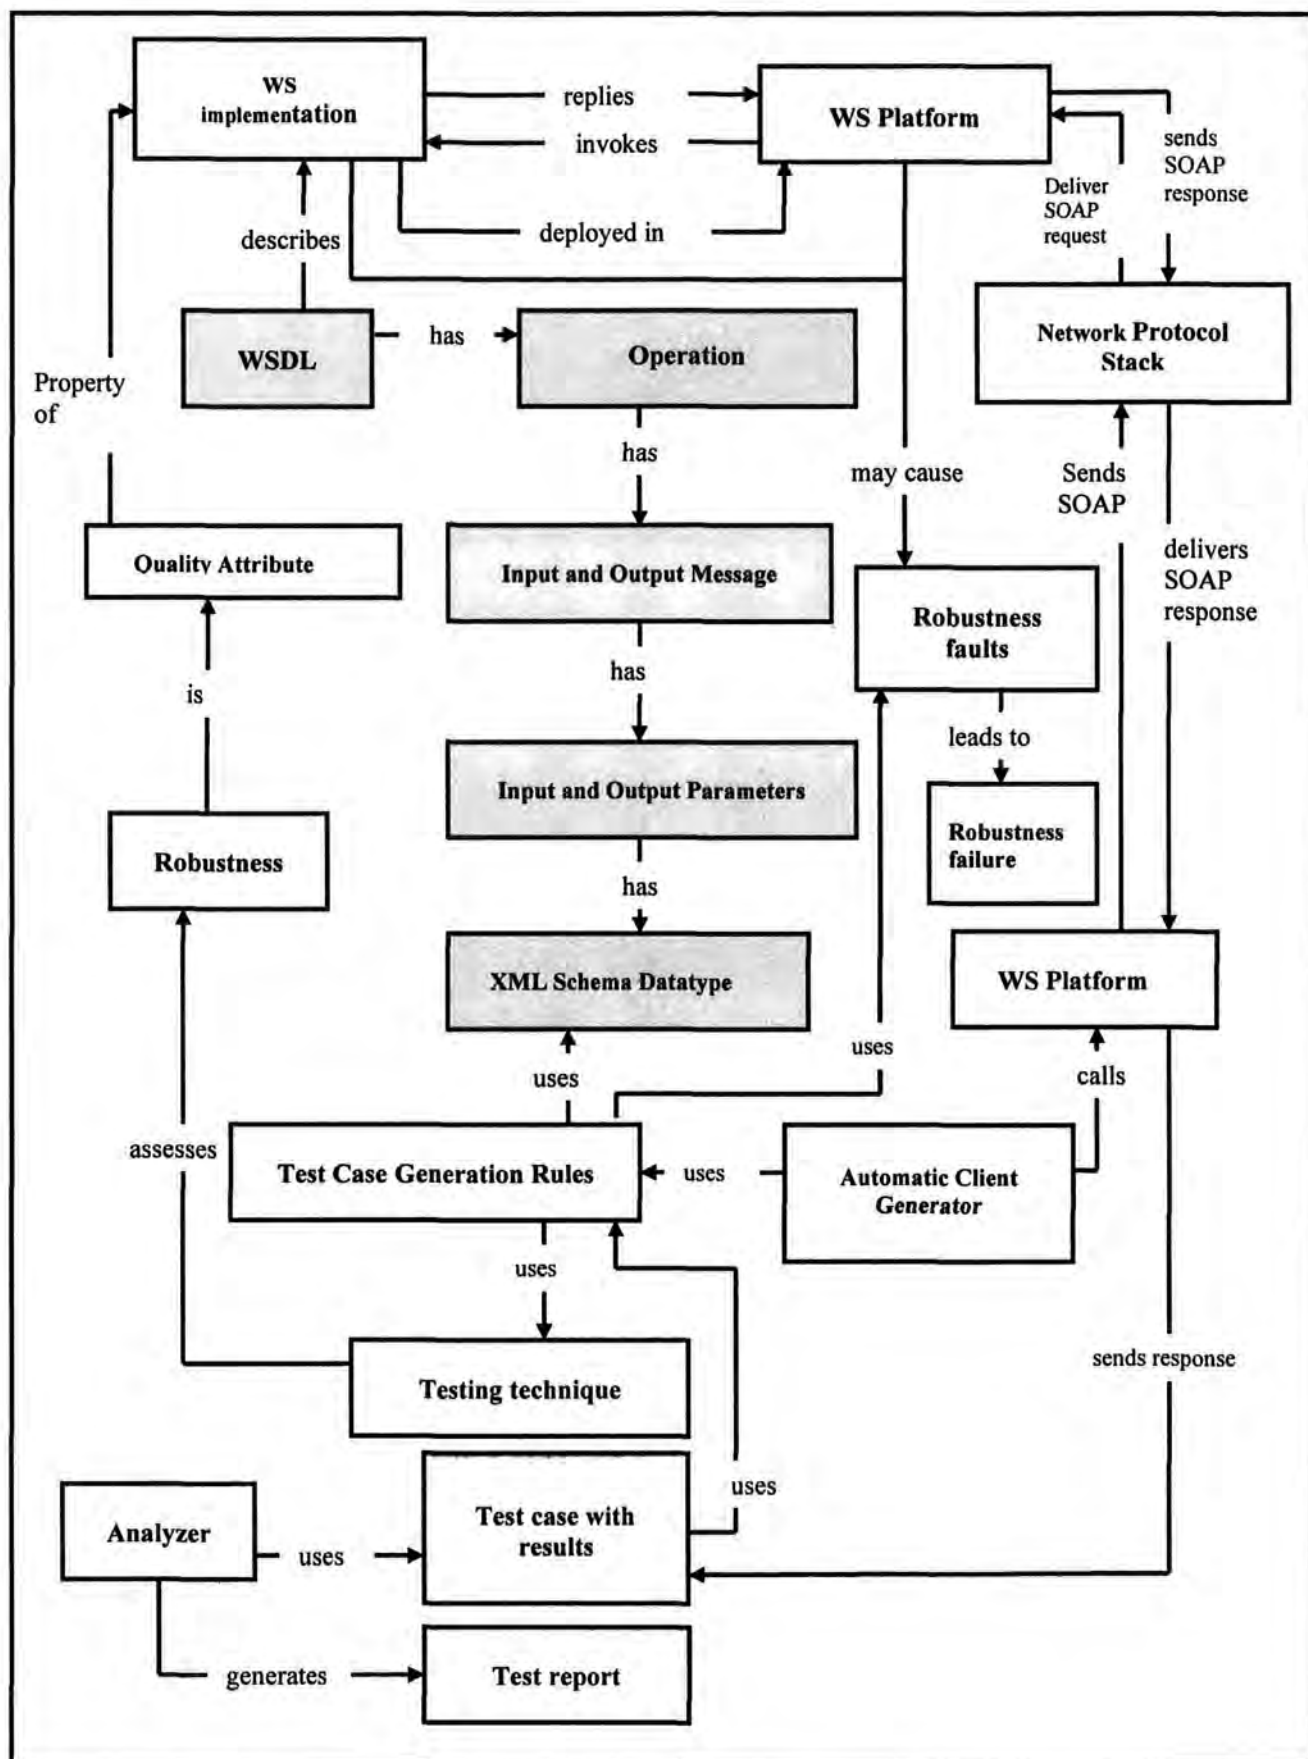 WS
implementation
replies
invokes
WS Platform
sends
SOAP
response
Deliver
SOAP
request
describes
deployed in
WSDL
has
Operation
Network Protocol
Stack
Property
of
has
may cause
Sends
SOAP
Quality Attribute
Input and Output Message
delivers
SOAP
response
Robustness
faults
is
has
leads to
Input and Output Parameters
Robustness
failure
Robustness
has
XML Schema Datatype
WS Platform
uses
uses
calls
assesses
Test Case Generation Rules
uses
Automatic Client
Generator
uses
sends response
Testing technique
uses
Analyzer
uses
Test case with
results
generates
Test report